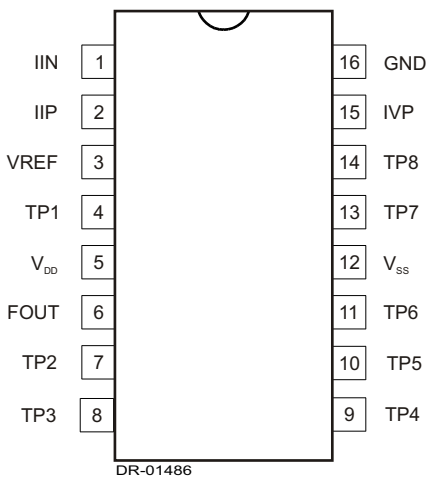 IIN 1 16 GND
IIP 2 15 IVP
VREF 3 14 TP8
TP1 4 13 TP7
VDD 5 12 VSS
FOUT 6 11 TP6
TP2 7 10 TP5
TP3 8 9 TP4
DR-01486